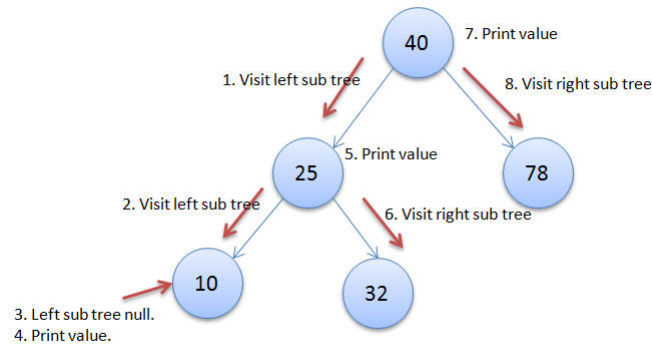 40
7. Print value
1. Visit left sub tree
8. Visit right sub tree
5. Print value
25
78
2. Visit left sub tree
6. Visit right sub tree
10
32
3. Left sub tree null.
4. Print value.